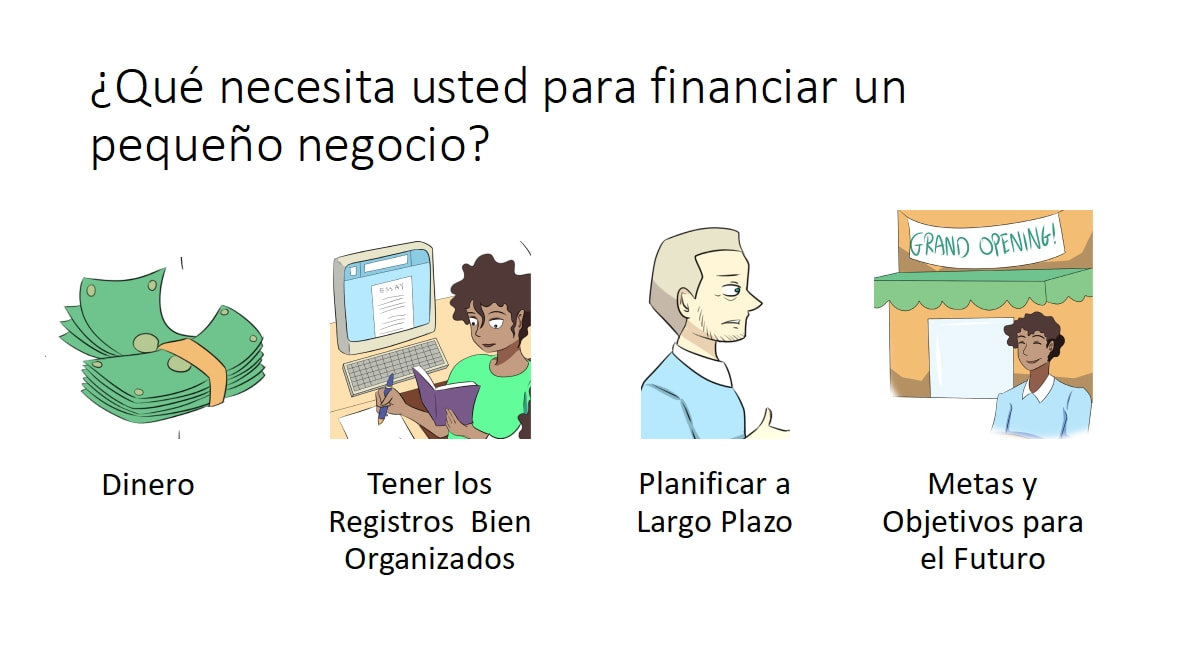 ¿Qué necesita usted para financiar un
pequeño negocio?
ESSAY
GRAND OPENING!
Dinero
Tener los
Registros  Bien
Organizados
Planificar a
Largo Plazo
Metas y
Objetivos para
el Futuro